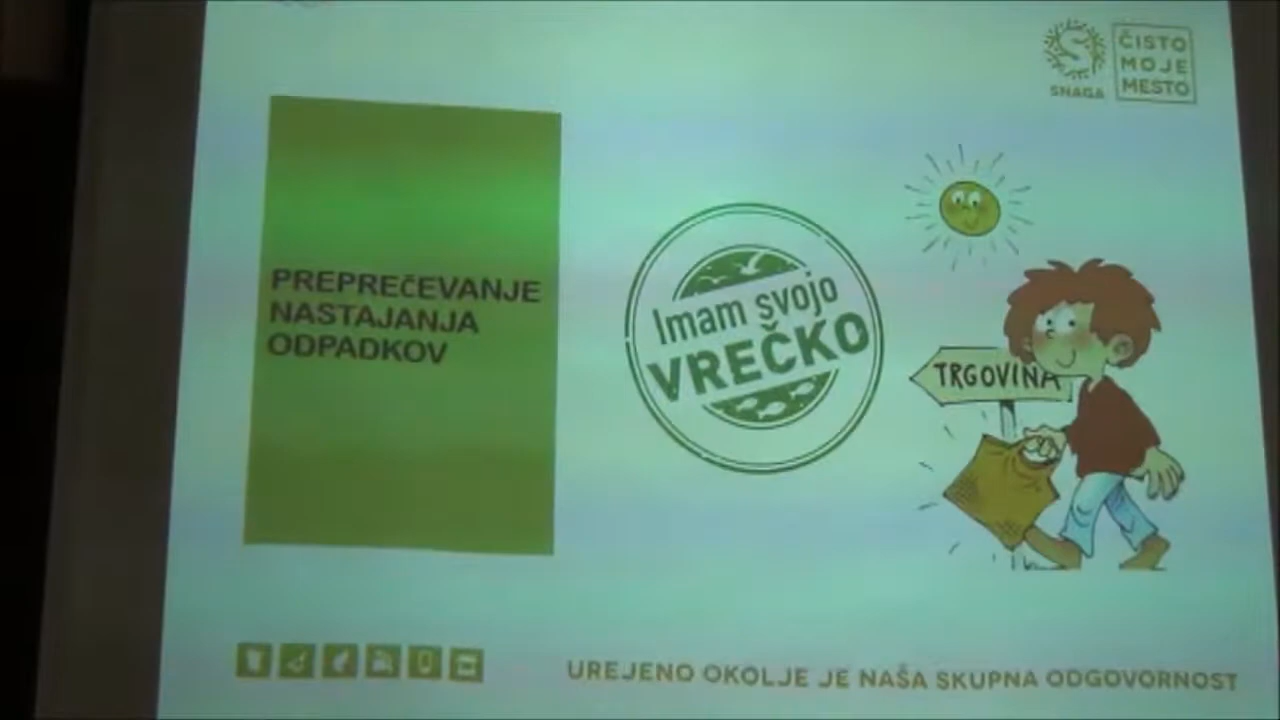 SNAGA
ČISTO
MOJE
MESTO
PREPREČEVANJE
NASTAJANJA
ODPADKOV
Imam svojo
VREČKO
TRGOVINA
UREJENO OKOLJE JE NAŠA SKUPNA ODGOVORNOST